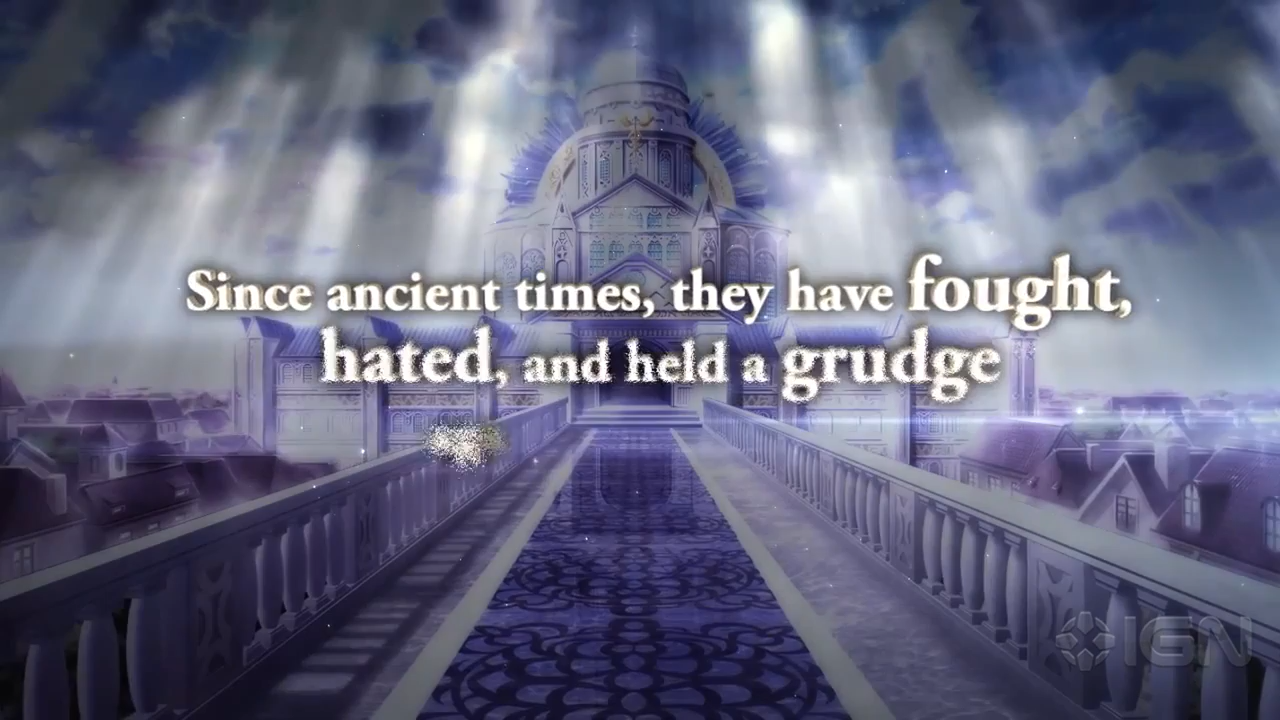 Since ancient times, they have fought,
hated, and held a grudge
IGN